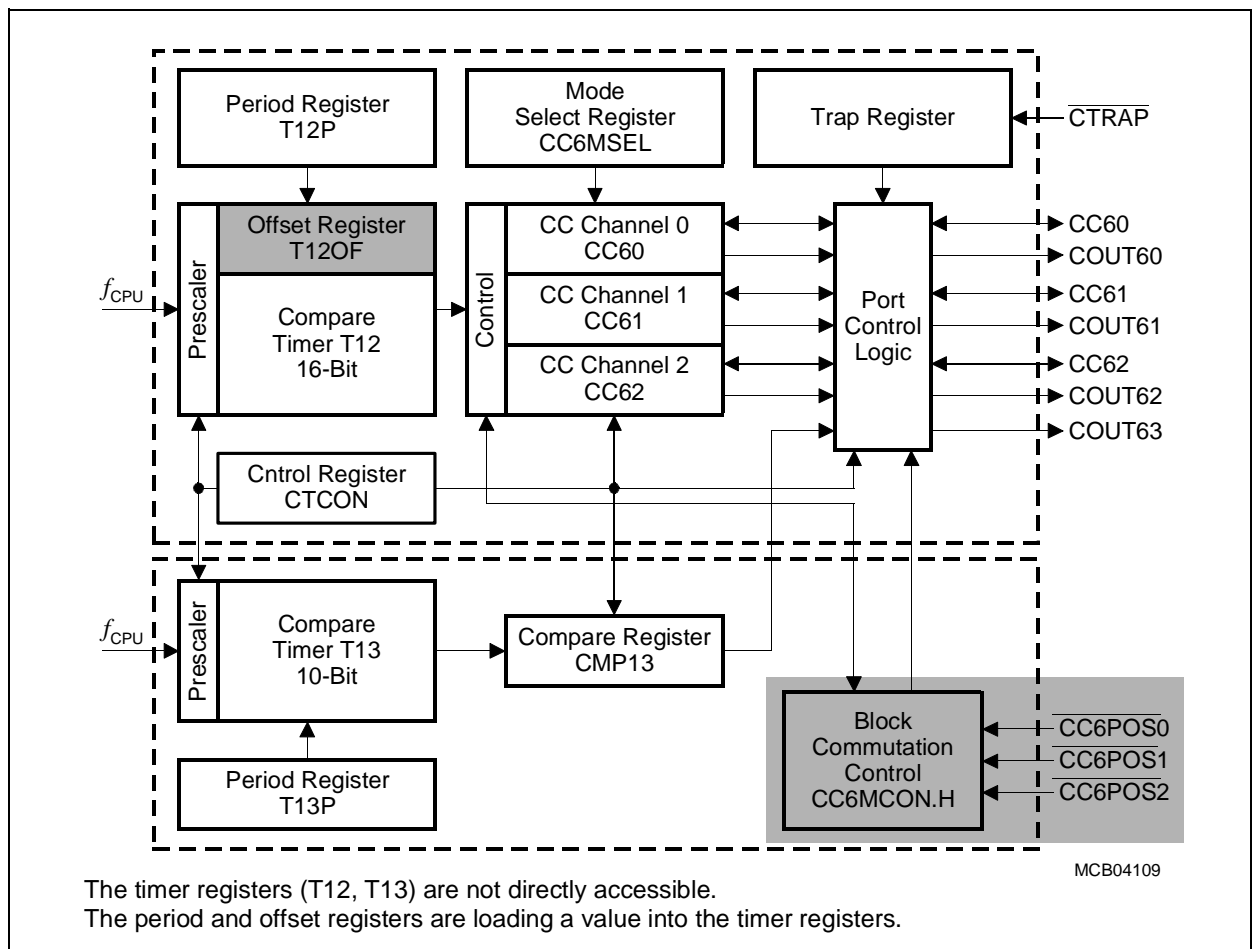 Period Register
T12P
Mode
Select Register
CC6MSEL
Trap Register
CTRAP
Prescaler
Offset Register
T12OF
Compare
Timer T12
16-Bit
Control
CC Channel 0
CC60
CC Channel 1
CC61
CC Channel 2
CC62
Port
Control
Logic
CC60
COUT60
CC61
COUT61
CC62
COUT62
COUT63
fCPU
Cntrol Register
CTCON
fCPU
Prescaler
Compare
Timer T13
10-Bit
Compare Register
CMP13
Period Register
T13P
Block
Commutation
Control
CC6MCON.H
CC6POS0
CC6POS1
CC6POS2
MCB04109
The timer registers (T12, T13) are not directly accessible.
The period and offset registers are loading a value into the timer registers.